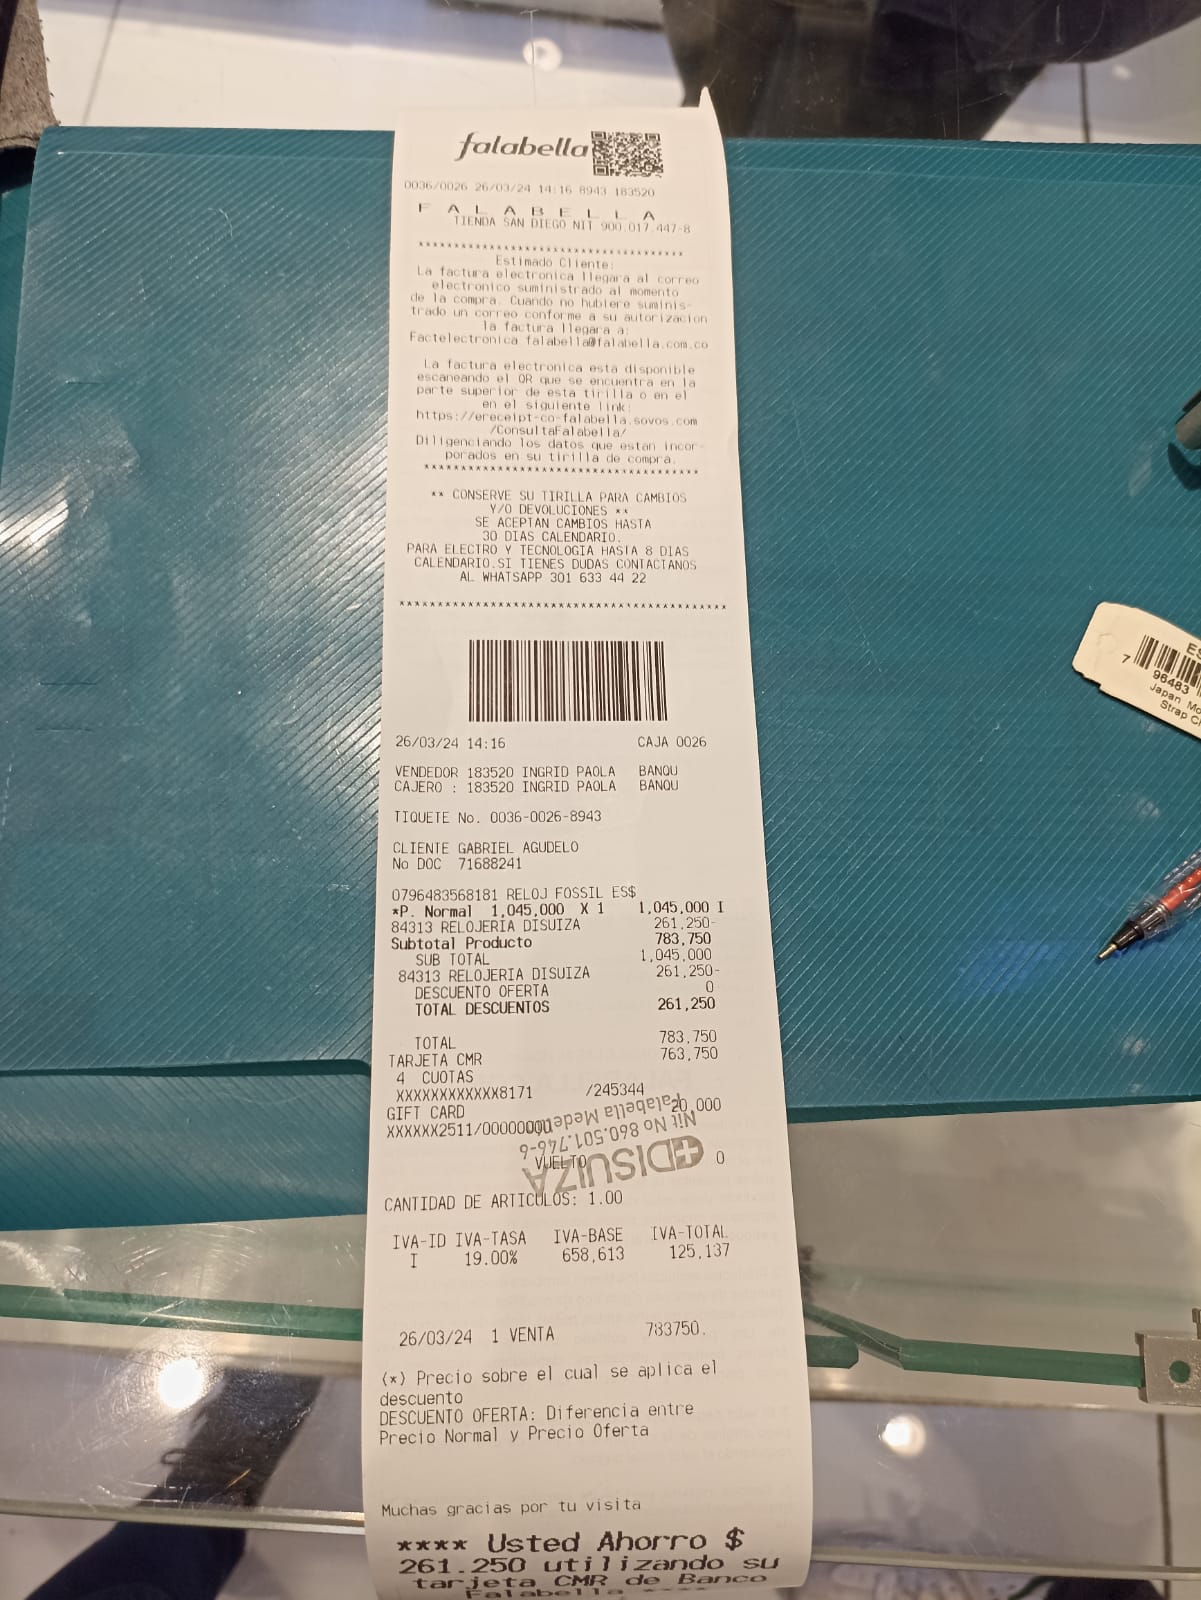 falabella
0036/0026 26/03/24 14:16 8943 183520
F A L A B E L L A
TIENDA SAN DIEGO NIT 900.017.447-8
***************************************
Estimado Cliente:
La factura electronica llegara al correo
electronico suministrado al momento
de la compra. Cuando no hubiere suminis-
trado un correo conforme a su autorizacion
la factura llegara a:
Factelectronica falabella@falabella.com.co
La factura electronica esta disponible
escaneando el QR que se encuentra en la
parte superior de esta tirilla o en el
en el siguiente link:
https://ereceipt-co-falabella.sovos.com
/ConsultaFalabella/
Diligenciando los datos que estan incor-
porados en su tirilla de compra.
***************************************
** CONSERVE SU TIRILLA PARA CAMBIOS
Y/O DEVOLUCIONES **
SE ACEPTAN CAMBIOS HASTA
30 DIAS CALENDARIO.
PARA ELECTRO Y TECNOLOGIA HASTA 8 DIAS
CALENDARIO.SI TIENES DUDAS CONTACTANOS
AL WHATSAPP 301 633 44 22
******************************************
26/03/24 14:16 CAJA 0026
VENDEDOR 183520 INGRID PAOLA BANQU
CAJERO : 183520 INGRID PAOLA BANQU
TIQUETE No. 0036-0026-8943
CLIENTE GABRIEL AGUDELO
No DOC 71688241
0796483568181 RELOJ FOSSIL ES$
*P. Normal 1,045,000 X 1 1,045,000 I
84313 RELOJERIA DISUIZA 261,250-
Subtotal Producto 783,750
SUB TOTAL 1,045,000
84313 RELOJERIA DISUIZA 261,250-
DESCUENTO OFERTA 0
TOTAL DESCUENTOS 261,250
TOTAL 783,750
TARJETA CMR 763,750
4 CUOTAS
XXXXXXXXXXXX8171 /245344
GIFT CARD 20,000
XXXXXX2511/00000000
VUELTO 0
DISUIZA
Nit No 860.501.746-6
Falabella
CANTIDAD DE ARTICULOS: 1.00
IVA-ID IVA-TASA IVA-BASE IVA-TOTAL
I 19.00% 658,613 125,137
26/03/24 1 VENTA 783750.
(*) Precio sobre el cual se aplica el
descuento
DESCUENTO OFERTA: Diferencia entre
Precio Normal y Precio Oferta
Muchas gracias por tu visita
**** Usted Ahorro $
261.250 utilizando su
tarjeta CMR de Banco
Falabella ****
ES
7 96483
Japan Mo
Strap C